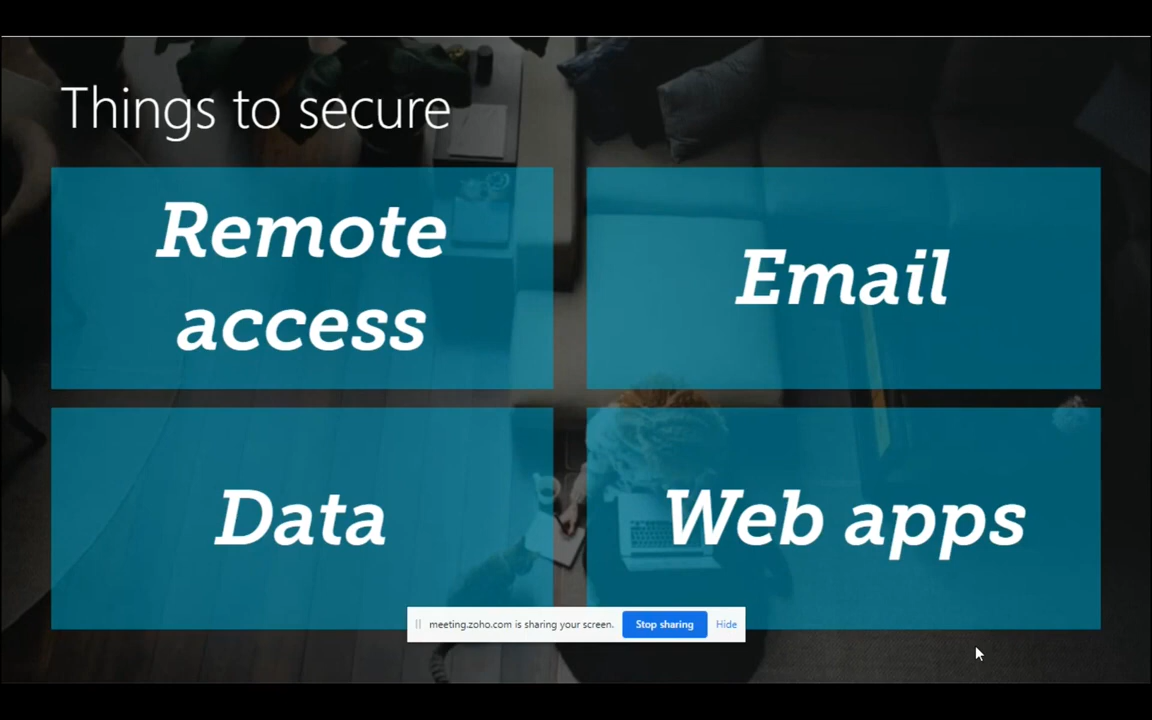 Things to secure
Remote
access
Email
Data
Web apps
meeting.zoho.com is sharing your screen.
Stop sharing
Hide